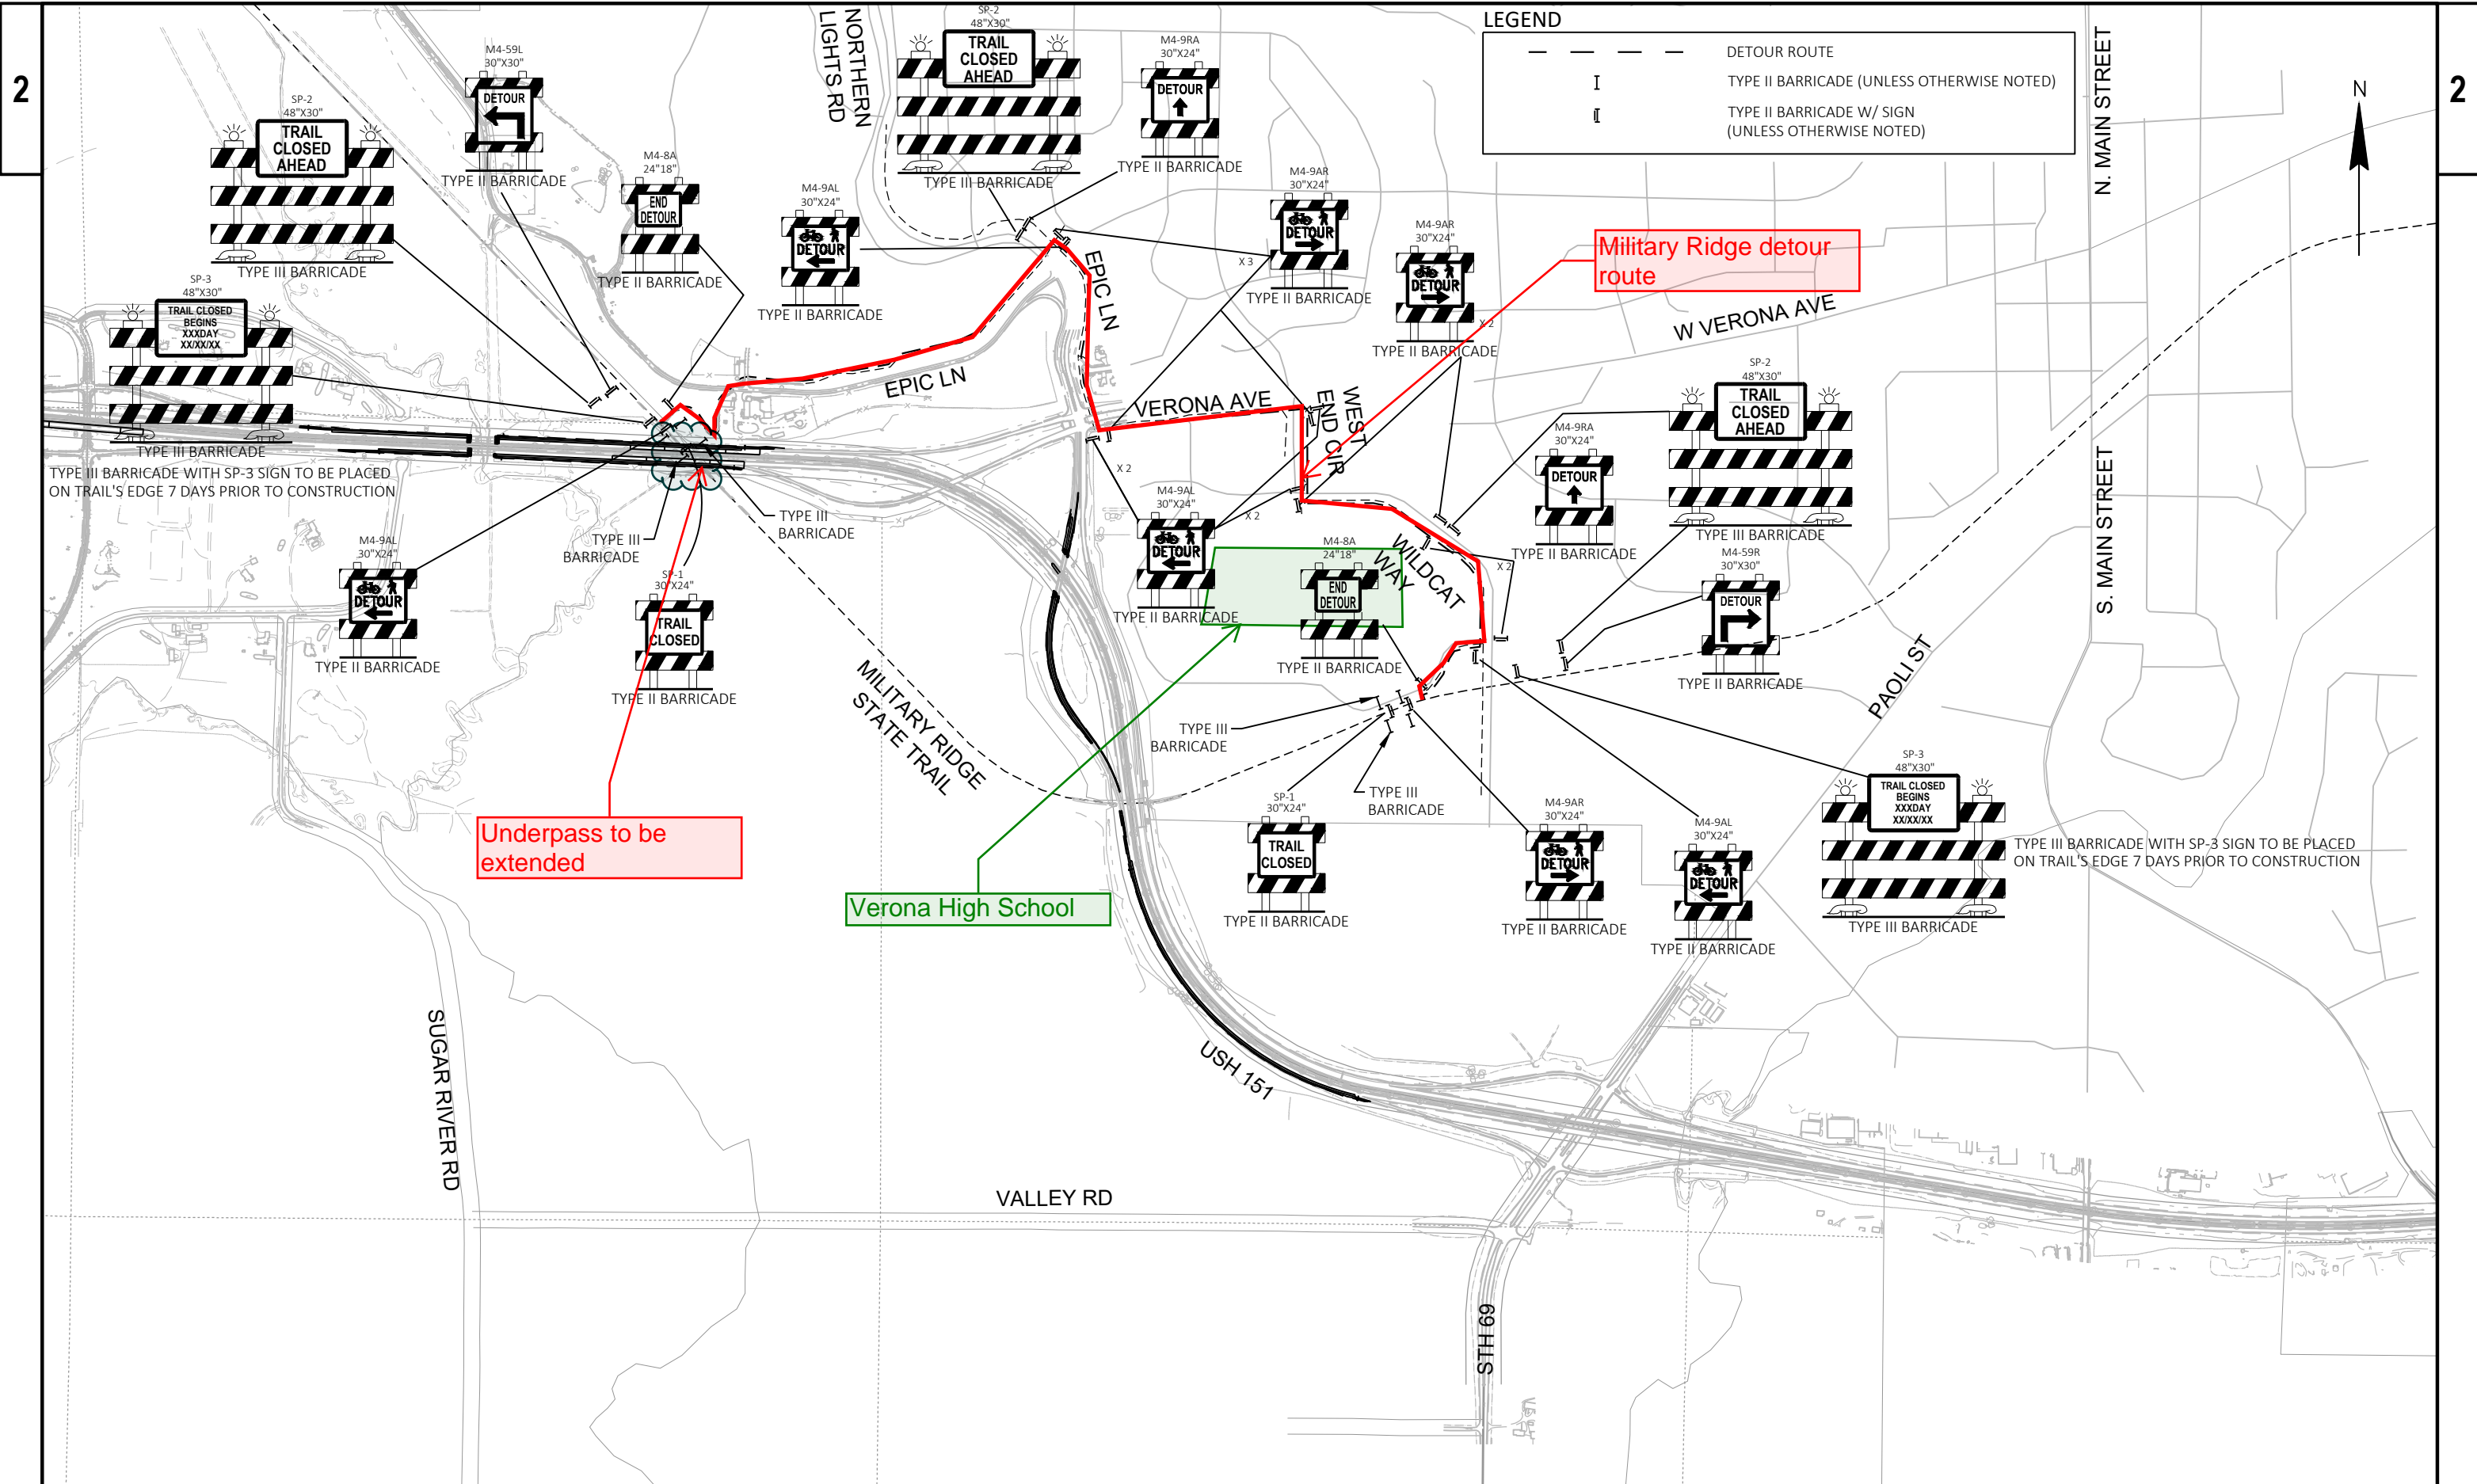 2
2
LEGEND
DETOUR ROUTE
TYPE II BARRICADE (UNLESS OTHERWISE NOTED)
TYPE II BARRICADE W/ SIGN
(UNLESS OTHERWISE NOTED)
N
SP-2
48"X30"
TRAIL
CLOSED
AHEAD
TYPE III BARRICADE
M4-59L
30"X30"
DETOUR
TYPE II BARRICADE
M4-8A
24"18"
END
DETOUR
TYPE II BARRICADE
M4-9AL
30"X24"
DETOUR
TYPE II BARRICADE
NORTHERN
LIGHTS RD
SP-2
48"X30"
TRAIL
CLOSED
AHEAD
TYPE III BARRICADE
M4-9RA
30"X24"
DETOUR
TYPE II BARRICADE
M4-9AR
30"X24"
DETOUR
X 3
TYPE II BARRICADE
M4-9AR
30"X24"
DETOUR
X 2
TYPE II BARRICADE
Military Ridge detour
route
N. MAIN STREET
W VERONA AVE
SP-3
48"X30"
TRAIL CLOSED
BEGINS
XXXDAY
XX/XX/XX
TYPE III BARRICADE
TYPE III BARRICADE WITH SP-3 SIGN TO BE PLACED
ON TRAIL'S EDGE 7 DAYS PRIOR TO CONSTRUCTION
EPIC LN
EPIC LN
VERONA AVE
WEST
END CIR
SP-2
48"X30"
TRAIL
CLOSED
AHEAD
TYPE III BARRICADE
M4-9RA
30"X24"
DETOUR
TYPE II BARRICADE
S. MAIN STREET
X 2
M4-9AL
30"X24"
DETOUR
X 2
TYPE II BARRICADE
TYPE III
BARRICADE
TYPE III
BARRICADE
M4-9AL
30"X24"
DETOUR
TYPE II BARRICADE
SP-1
30"X24"
TRAIL
CLOSED
TYPE II BARRICADE
M4-8A
24"18"
END
DETOUR
TYPE II BARRICADE
WILDCAT
WAY
X 2
M4-59R
30"X30"
DETOUR
TYPE II BARRICADE
PAOLI ST
MILITARY RIDGE
STATE TRAIL
TYPE III
BARRICADE
TYPE III
BARRICADE
SP-1
30"X24"
TRAIL
CLOSED
TYPE II BARRICADE
M4-9AR
30"X24"
DETOUR
TYPE II BARRICADE
M4-9AL
30"X24"
DETOUR
TYPE II BARRICADE
SP-3
48"X30"
TRAIL CLOSED
BEGINS
XXXDAY
XX/XX/XX
TYPE III BARRICADE
TYPE III BARRICADE WITH SP-3 SIGN TO BE PLACED
ON TRAIL'S EDGE 7 DAYS PRIOR TO CONSTRUCTION
Underpass to be
extended
Verona High School
SUGAR RIVER RD
USH 151
VALLEY RD
STH 69